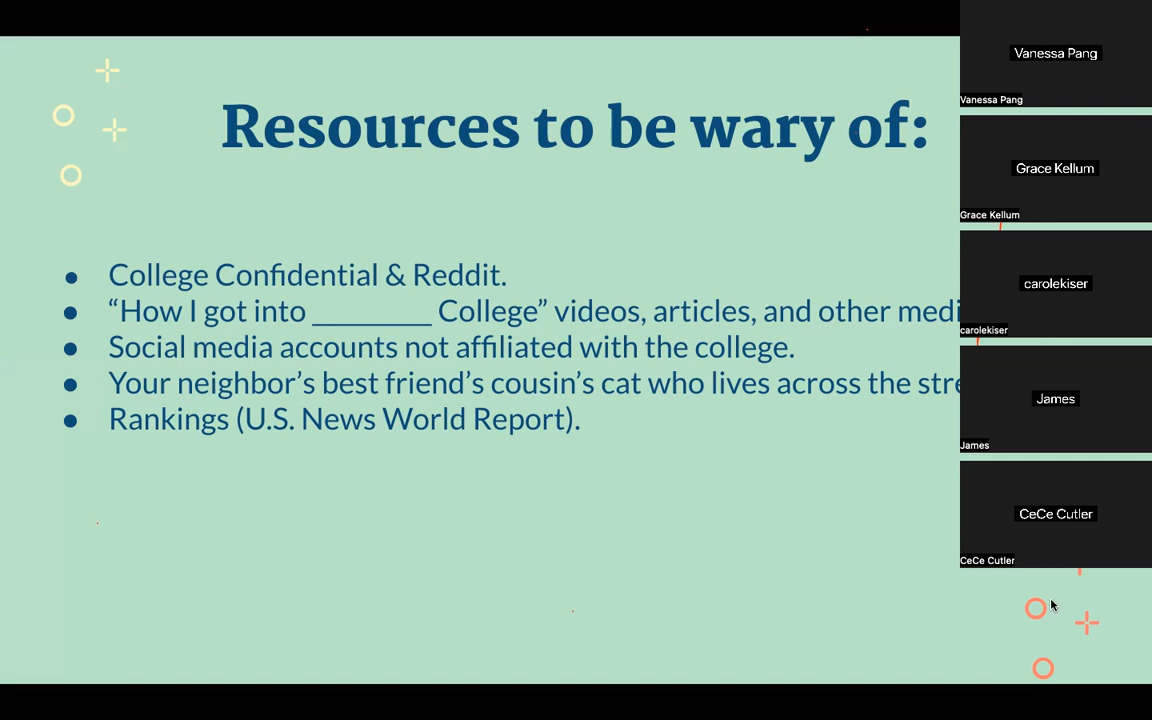 Resources to be wary of:
● College Confidential & Reddit.
● “How I got into ________ College” videos, articles, and other medi
● Social media accounts not affiliated with the college.
● Your neighbor’s best friend’s cousin’s cat who lives across the stre
● Rankings (U.S. News World Report).
Vanessa Pang
Vanessa Pang
Grace Kellum
Grace Kellum
carolekiser
carolekiser
James
James
CeCe Cutler
CeCe Cutler